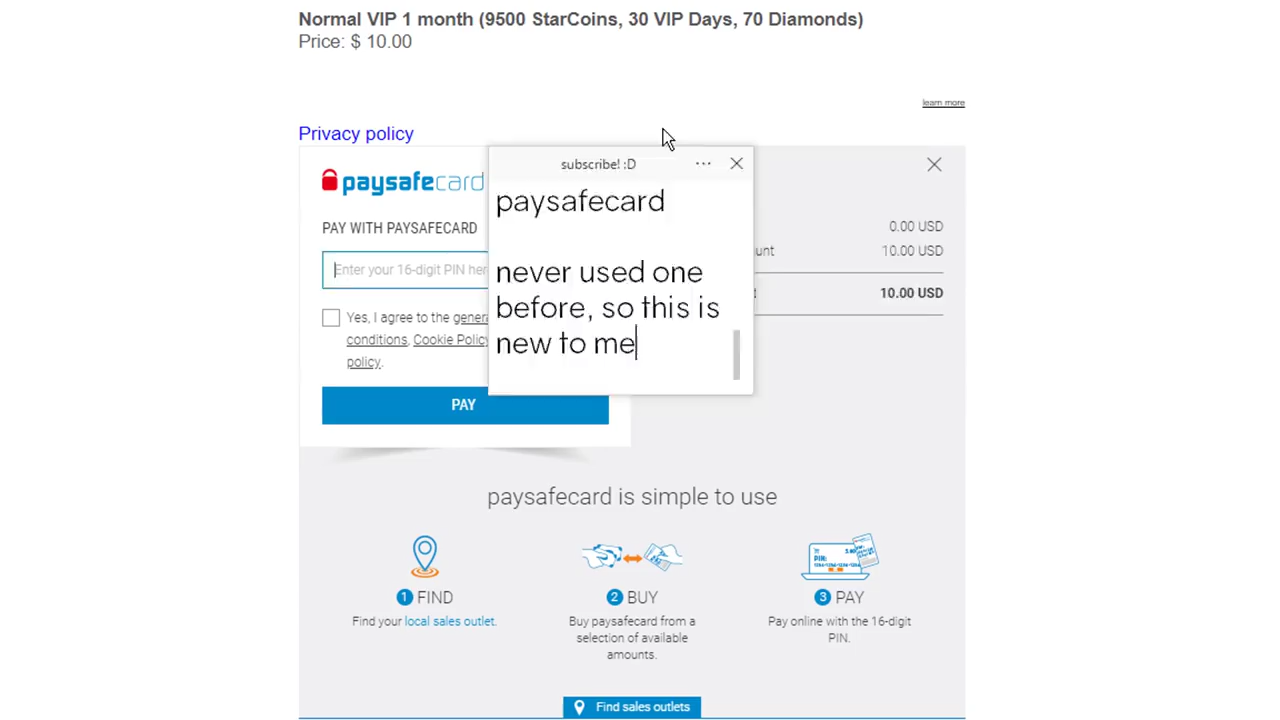 Normal VIP 1 month (9500 StarCoins, 30 VIP Days, 70 Diamonds)
Price: $ 10.00
learn more
Privacy policy
paysafecard
PAY WITH PAYSAFECARD
Enter your 16-digit PIN her
Yes, I agree to the genera
conditions, Cookie Policy
policy.
PAY
subscribe! :D
paysafecard
never used one
before, so this is
new to me
0.00 USD
unt 10.00 USD
t 10.00 USD
paysafecard is simple to use
1 FIND
Find your local sales outlet.
2 BUY
Buy paysafecard from a
selection of available
amounts.
PIN:
3 PAY
Pay online with the 16-digit
PIN.
Find sales outlets